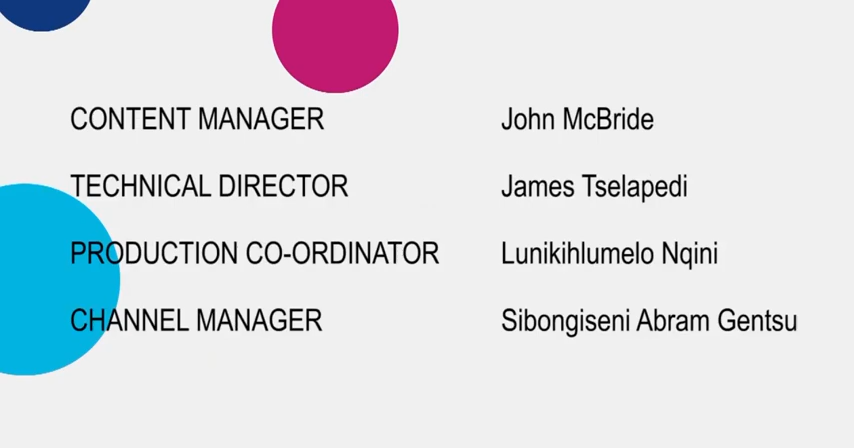 CONTENT MANAGER John McBride
TECHNICAL DIRECTOR James Tselapedi
PRODUCTION CO-ORDINATOR Lunikihlumelo Nqini
CHANNEL MANAGER Sibongiseni Abram Gentsu